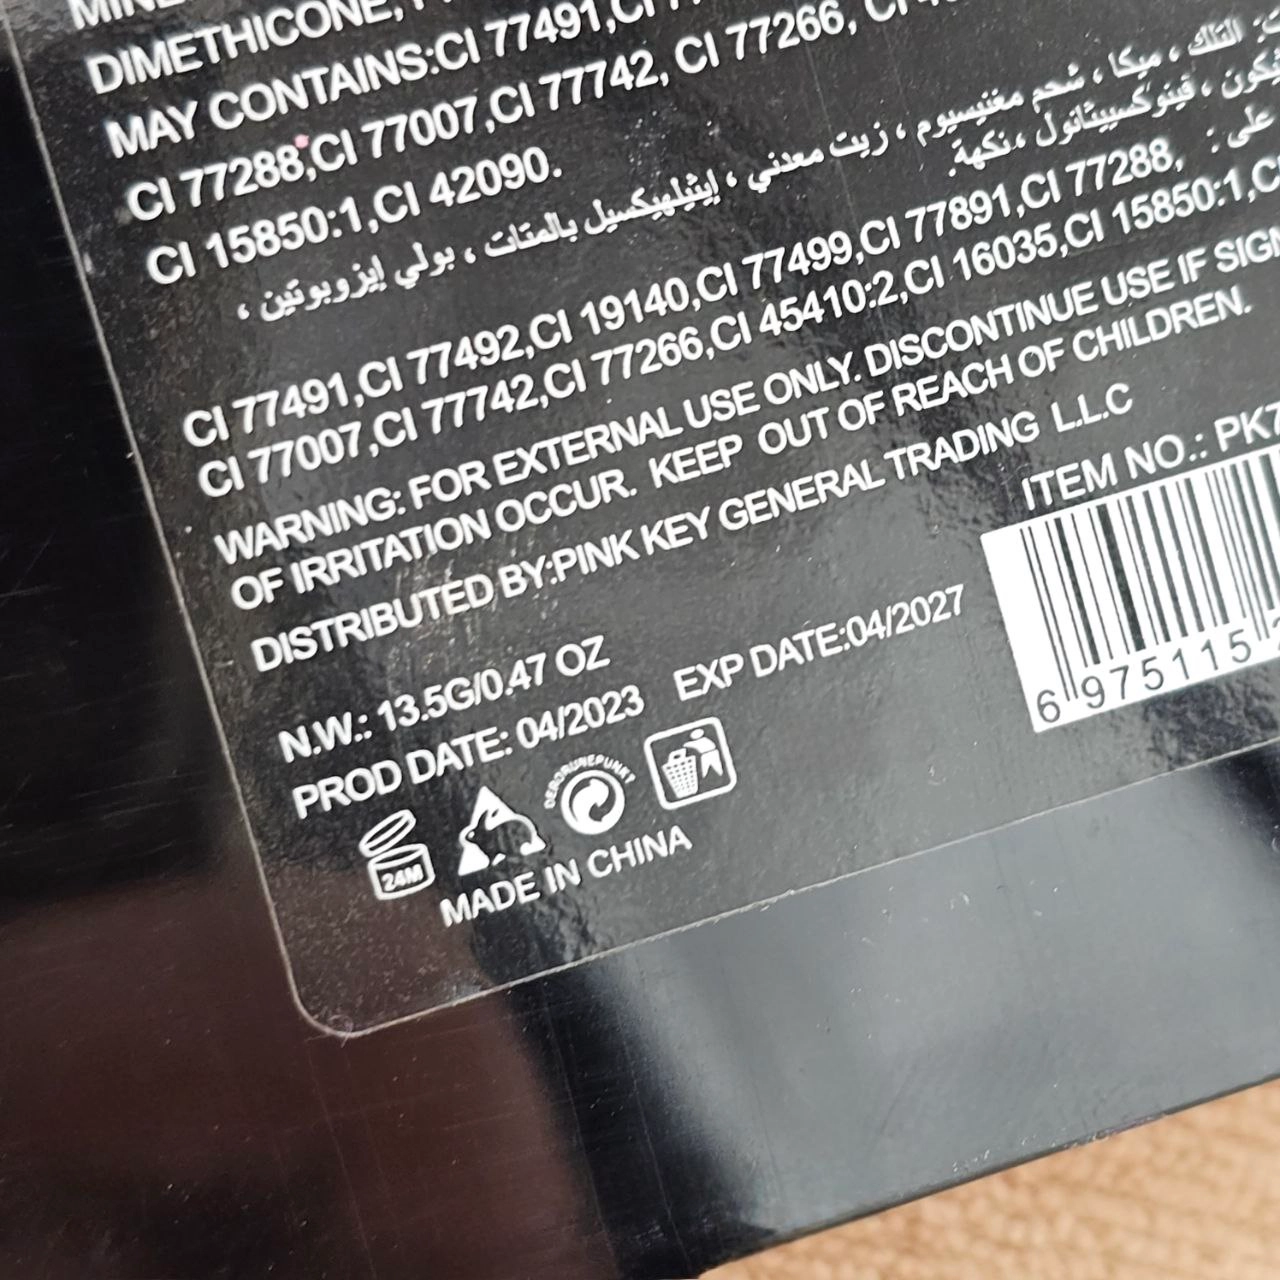 DIMETHICONE,
MAY CONTAINS:CI 77491,CI
CI 77288,CI 77007,CI 77742, CI 77266,
CI 15850:1,CI 42090.
التلك ، ميكا ، شحم مغنيسيوم ، زيت معدني ، إيثيلهيكسيل بالمتات ، بولي إيزوبوتين ،
فينوكسييثانول ، نكهة.
على :
CI 77491,CI 77492,CI 19140,CI 77499,CI 77891,CI 77288,
CI 77007,CI 77742,CI 77266,CI 45410:2,CI 16035,CI 15850:1,
WARNING: FOR EXTERNAL USE ONLY. DISCONTINUE USE IF
OF IRRITATION OCCUR. KEEP OUT OF REACH OF CHILDREN.
DISTRIBUTED BY:PINK KEY GENERAL TRADING L.L.C
ITEM NO.: PK7
N.W.: 13.5G/0.47 OZ
PROD DATE: 04/2023 EXP DATE:04/2027
6 975115
24M
MADE IN CHINA